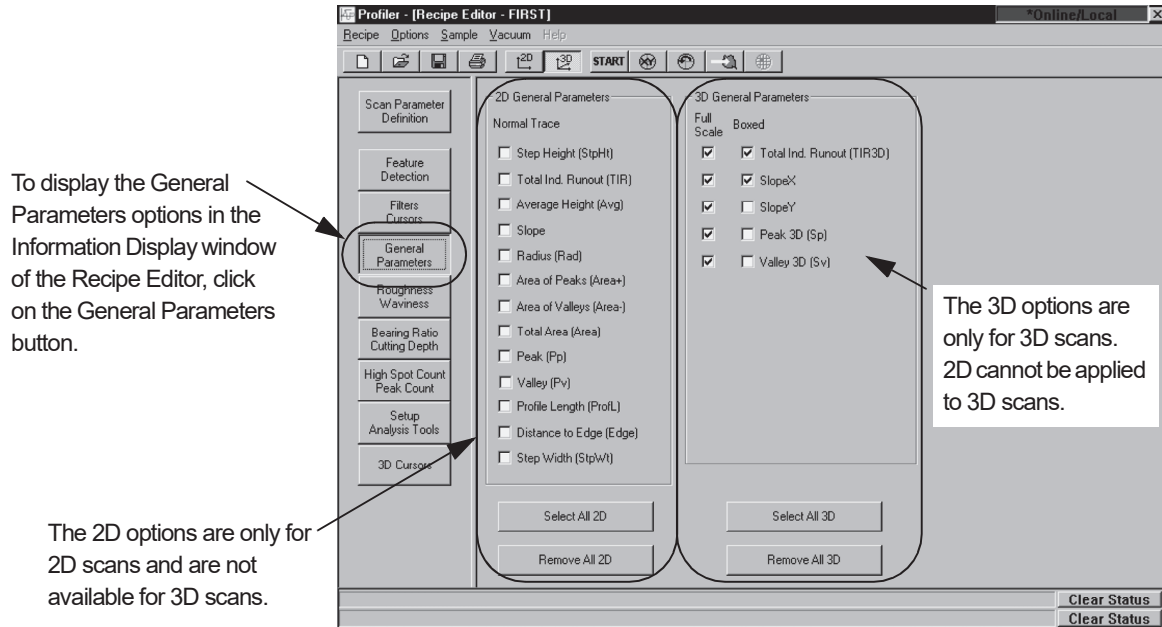 Profiler - [Recipe Editor - FIRST]
*Online/Local
X
Recipe Options Sample Vacuum Help
2D
3D
START
XY
Scan Parameter
Definition
Feature
Detection
Filters
Cursors
General
Parameters
Roughness
Waviness
Bearing Ratio
Cutting Depth
High Spot Count
Peak Count
Setup
Analysis Tools
3D Cursors
2D General Parameters
Normal Trace
Step Height (StpHt)
Total Ind. Runout (TIR)
Average Height (Avg)
Slope
Radius (Rad)
Area of Peaks (Area+)
Area of Valleys (Area-)
Total Area (Area)
Peak (Pp)
Valley (Pv)
Profile Length (ProfL)
Distance to Edge (Edge)
Step Width (StpWt)
Select All 2D
Remove All 2D
3D General Parameters
Full
Scale
Boxed
Total Ind. Runout (TIR3D)
SlopeX
SlopeY
Peak 3D (Sp)
Valley 3D (Sv)
Select All 3D
Remove All 3D
Clear Status
Clear Status
To display the General
Parameters options in the
Information Display window
of the Recipe Editor, click
on the General Parameters
button.
The 2D options are only for
2D scans and are not
available for 3D scans.
The 3D options are
only for 3D scans.
2D cannot be applied
to 3D scans.